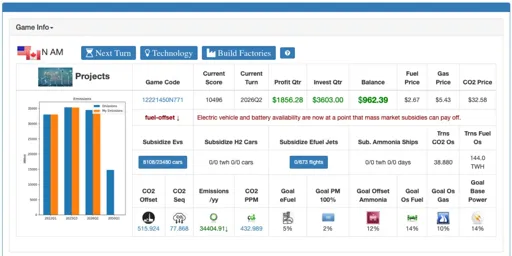 Game Info
N AM
Next Turn
Technology
Build Factories
?
Projects
Game Code
Current Score
Current Turn
Profit Qtr
Invest Qtr
Balance
Fuel Price
Gas Price
CO2 Price
12221450N771
10496
2026Q2
$1856.28
$3603.00
$962.39
$2.67
$5.43
$32.58
fuel-offset ↓
Electric vehicle and battery availability are now at a point that mass market subsidies can pay off.
Subsidize Evs
Subsidize H2 Cars
Subsidize Efuel Jets
Sub. Ammonia Ships
Trns CO2 Os
Trns Fuel Os
8108/23480 cars
0/0 twh 0/0 cars
0/673 flights
0/0 twh 0/0 days
38.880
144.0 TWH
CO2 Offset
CO2 Seq
Emissions /yy
CO2 PPM
Goal eFuel
Goal PM 100%
Goal Offset Ammonia
Goal Os Fuel
Goal Os Gas
Goal Base Power
515.924
77.868
34404.91↓
432.989
5%
2%
12%
14%
10%
14%
Emissions